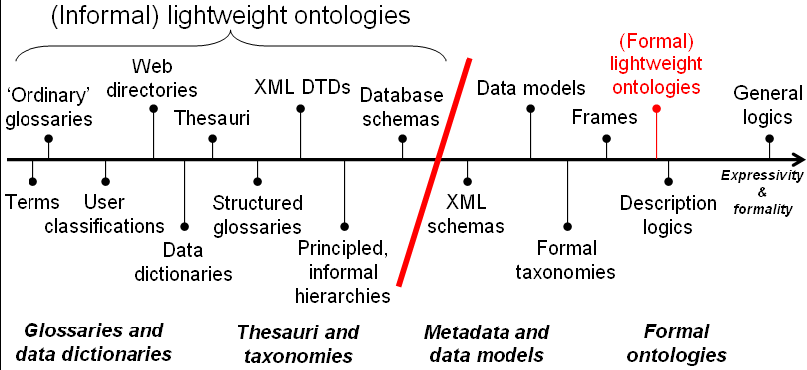 (Informal) lightweight ontologies
Web
directories
'Ordinary'
glossaries
Thesauri
XML DTDs
Database
schemas
Data models
Frames
(Formal)
lightweight
ontologies
General
logics
Expressivity
&
formality
Terms
User
classifications
Data
dictionaries
Structured
glossaries
Principled,
informal
hierarchies
XML
schemas
Formal
taxonomies
Description
logics
Glossaries and
data dictionaries
Thesauri and
taxonomies
Metadata and
data models
Formal
ontologies